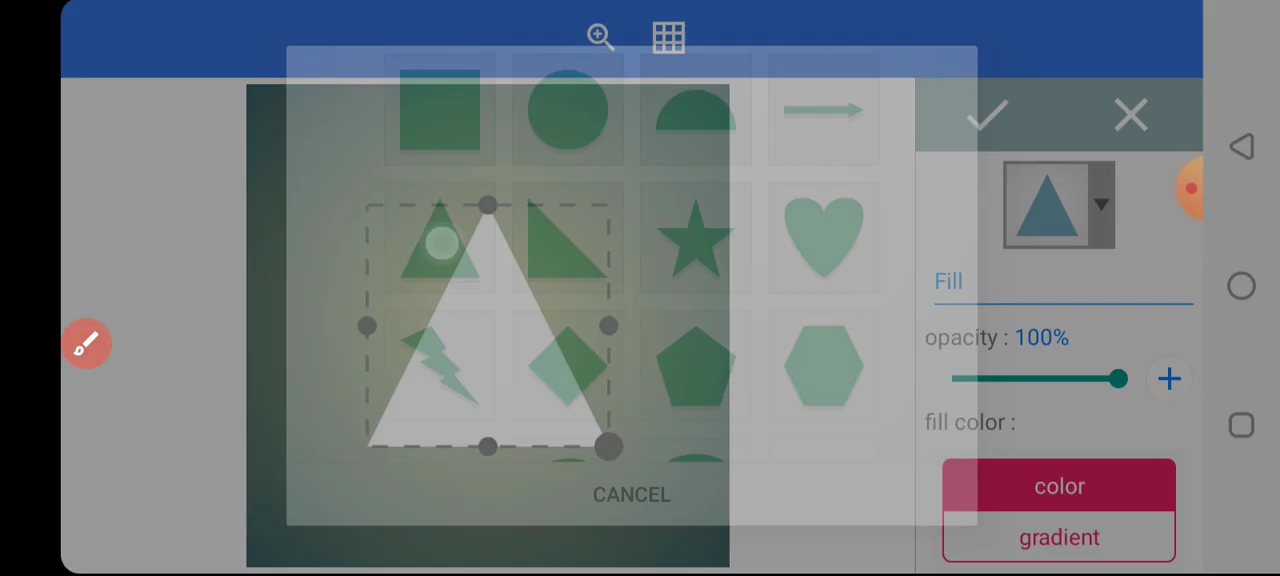 Fill
opacity : 100%
fill color :
CANCEL
color
gradient